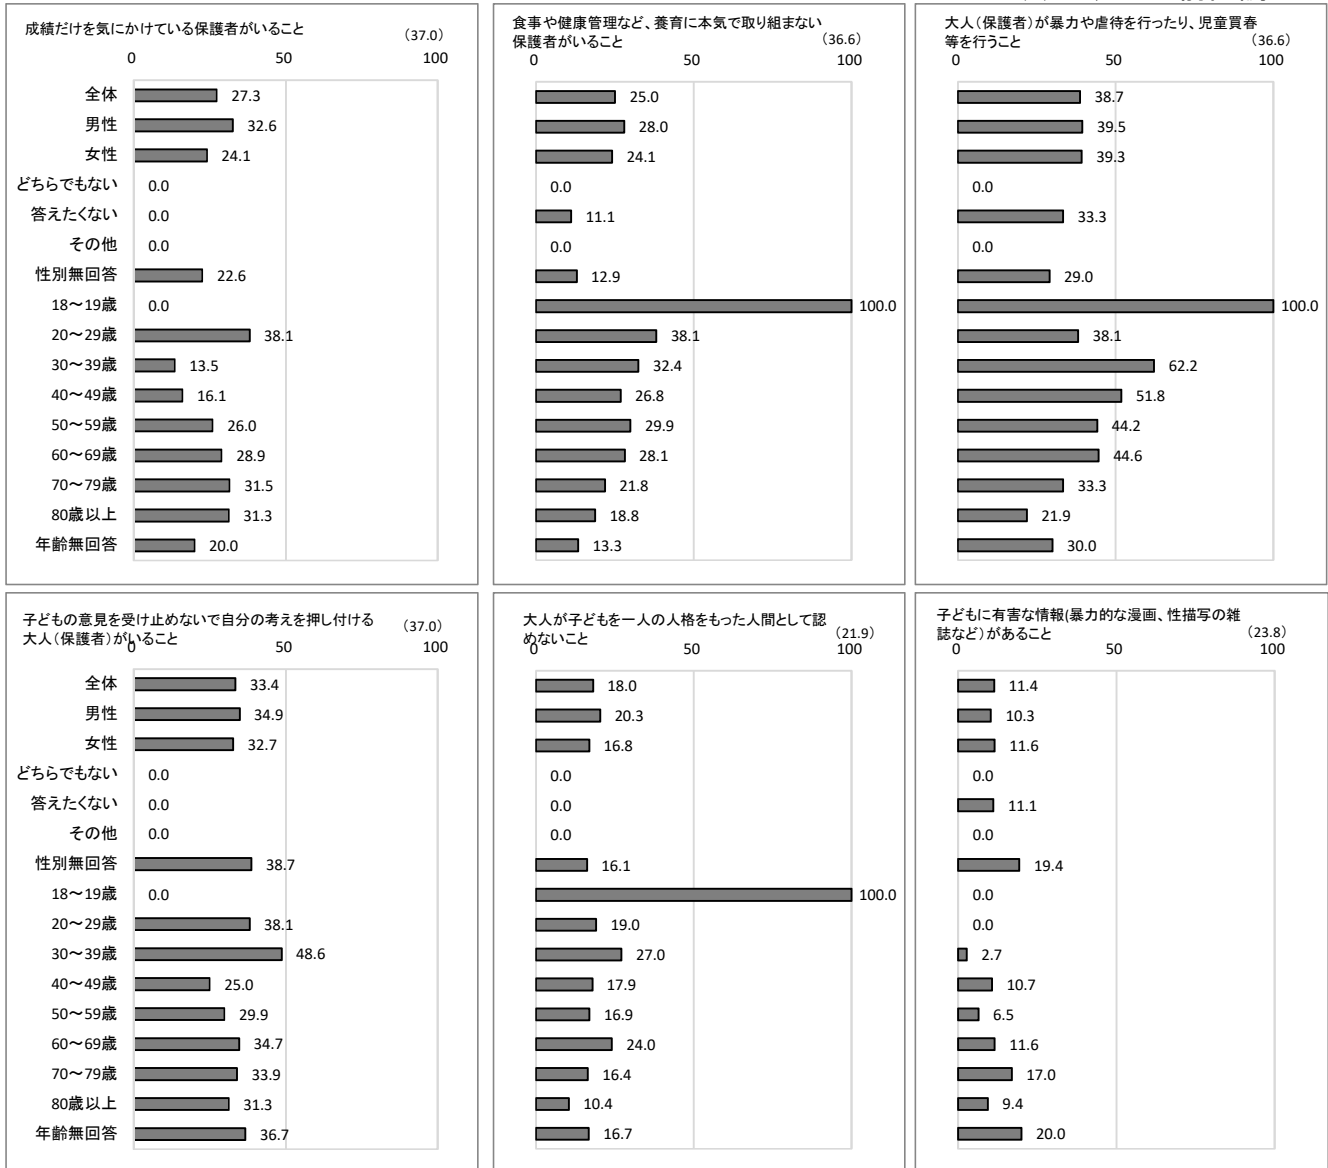 成績だけを気にかけている保護者がいること
（37.0）
0 50 100
全体 27.3
男性 32.6
女性 24.1
どちらでもない 0.0
答えたくない 0.0
その他 0.0
性別無回答 22.6
18～19歳 0.0
20～29歳 38.1
30～39歳 13.5
40～49歳 16.1
50～59歳 26.0
60～69歳 28.9
70～79歳 31.5
80歳以上 31.3
年齢無回答 20.0
食事や健康管理など、養育に本気で取り組まない
保護者がいること
（36.6）
0 50 100
25.0
28.0
24.1
0.0
11.1
0.0
12.9
100.0
38.1
32.4
26.8
29.9
28.1
21.8
18.8
13.3
大人（保護者）が暴力や虐待を行ったり、児童買春
等を行うこと
（36.6）
0 50 100
38.7
39.5
39.3
0.0
33.3
0.0
29.0
100.0
38.1
62.2
51.8
44.2
44.6
33.3
21.9
30.0
子どもの意見を受け止めないで自分の考えを押し付ける
大人（保護者）がいること
（37.0）
0 50 100
全体 33.4
男性 34.9
女性 32.7
どちらでもない 0.0
答えたくない 0.0
その他 0.0
性別無回答 38.7
18～19歳 0.0
20～29歳 38.1
30～39歳 48.6
40～49歳 25.0
50～59歳 29.9
60～69歳 34.7
70～79歳 33.9
80歳以上 31.3
年齢無回答 36.7
大人が子どもを一人の人格をもった人間として認
めないこと
（21.9）
0 50 100
18.0
20.3
16.8
0.0
0.0
0.0
16.1
100.0
19.0
27.0
17.9
16.9
24.0
16.4
10.4
16.7
子どもに有害な情報(暴力的な漫画、性描写の雑
誌など）があること
（23.8）
0 50 100
11.4
10.3
11.6
0.0
11.1
0.0
19.4
0.0
0.0
2.7
10.7
6.5
11.6
17.0
9.4
20.0